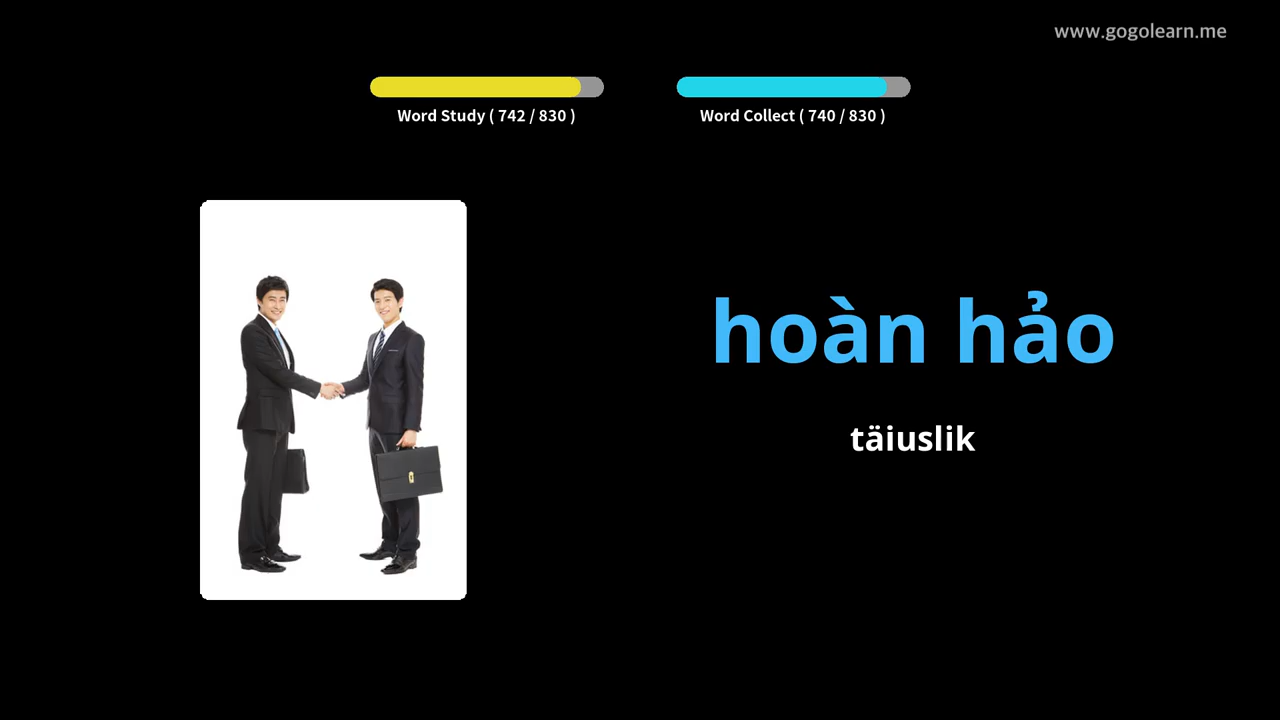 www.gogolearn.me
Word Study ( 742 / 830 )
Word Collect ( 740 / 830 )
hoàn hảo
täiuslik